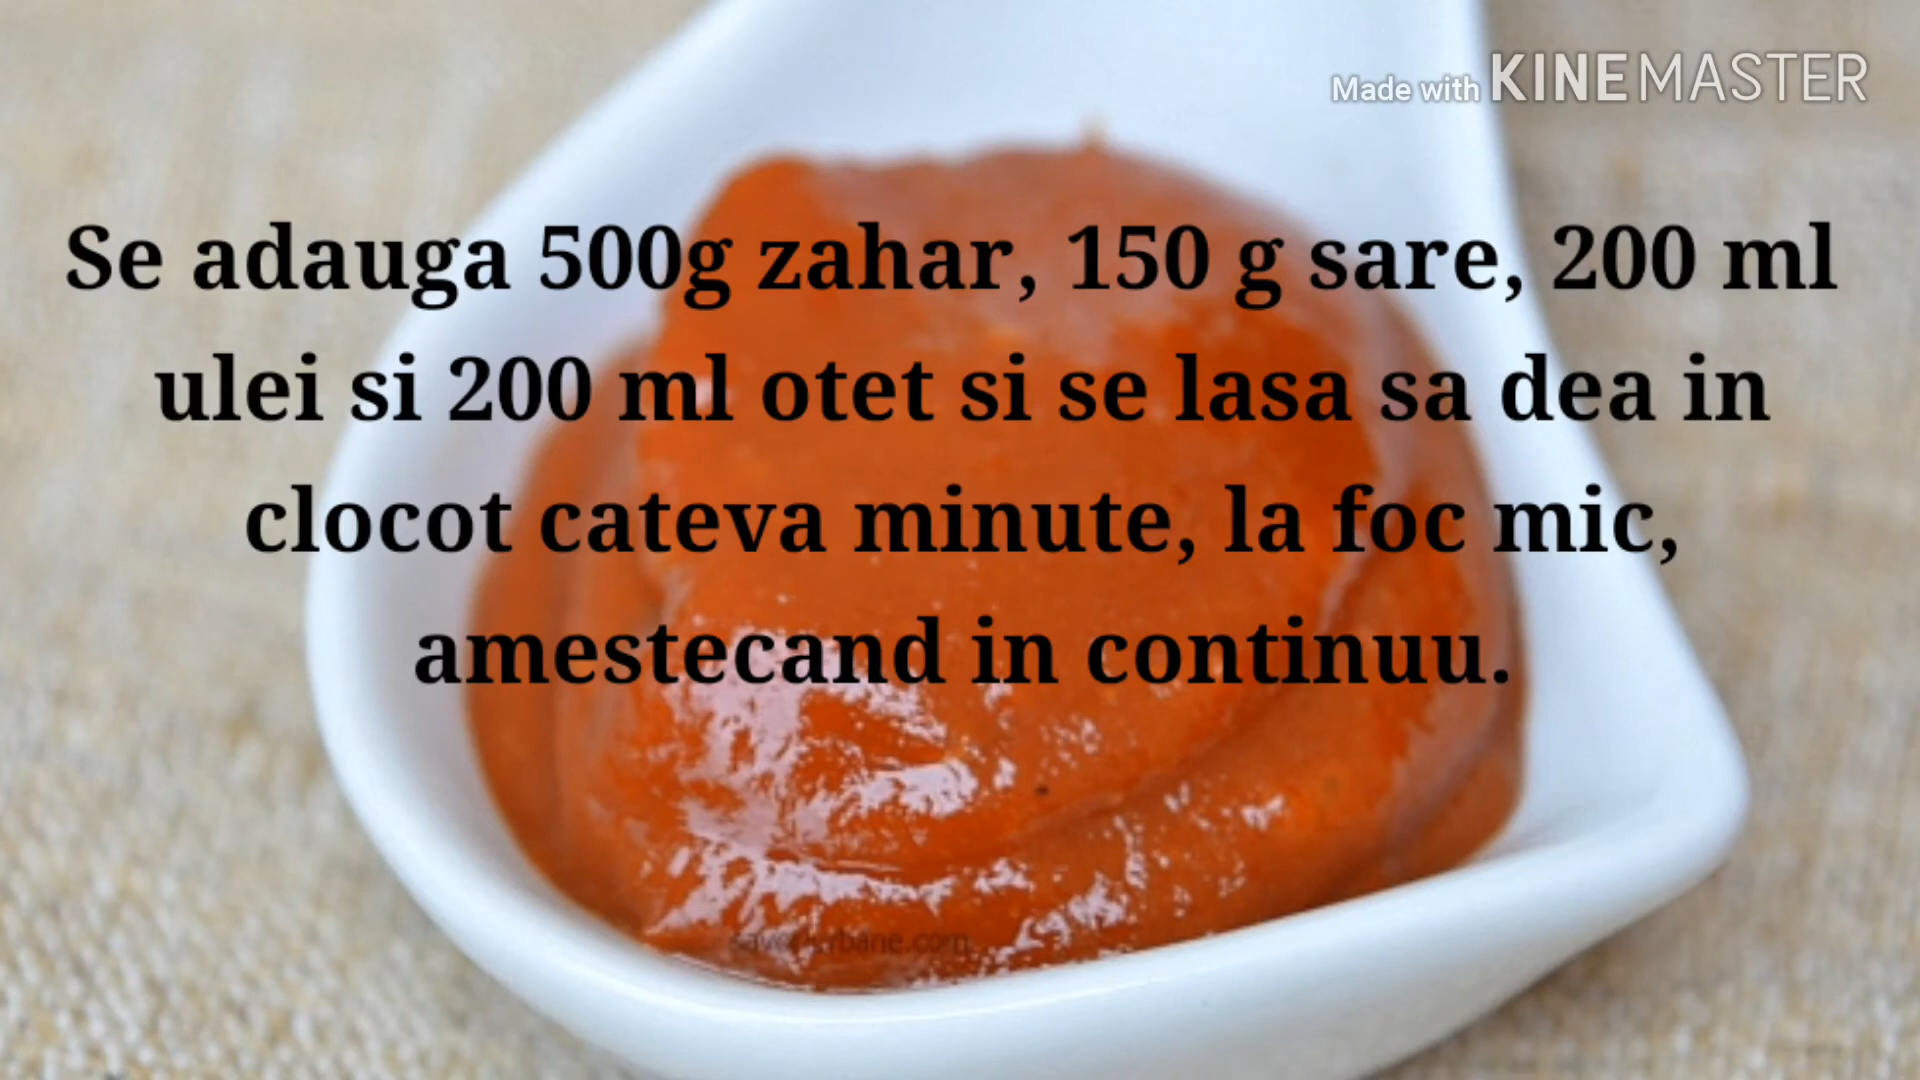 Made with KINEMASTER
Se adauga 500g zahar, 150 g sare, 200 ml
ulei si 200 ml otet si se lasa sa dea in
clocot cateva minute, la foc mic,
amestecand in continuu.